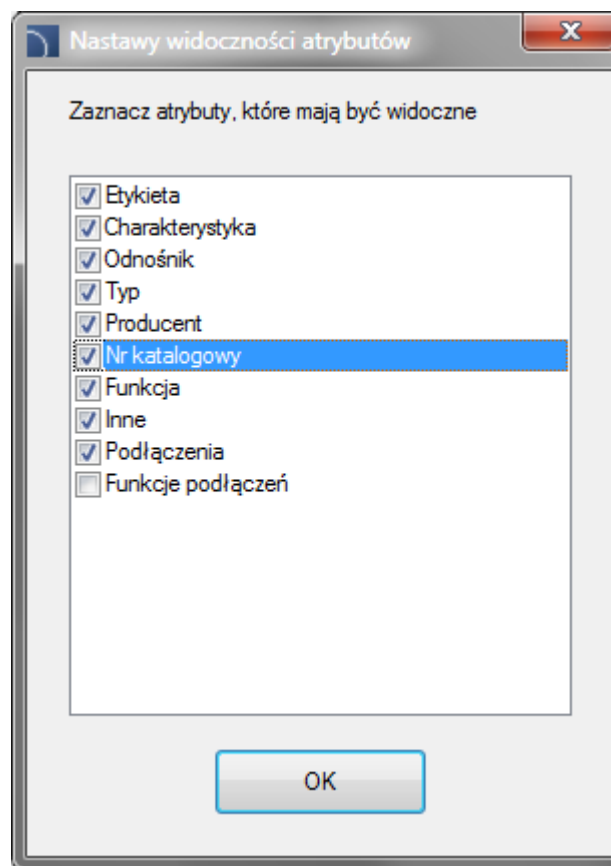 Nastawy widoczności atrybutów
Zaznacz atrybuty, które mają być widoczne
Etykieta
Charakterystyka
Odnośnik
Typ
Producent
Nr katalogowy
Funkcja
Inne
Podłączenia
Funkcje podłączeń
OK